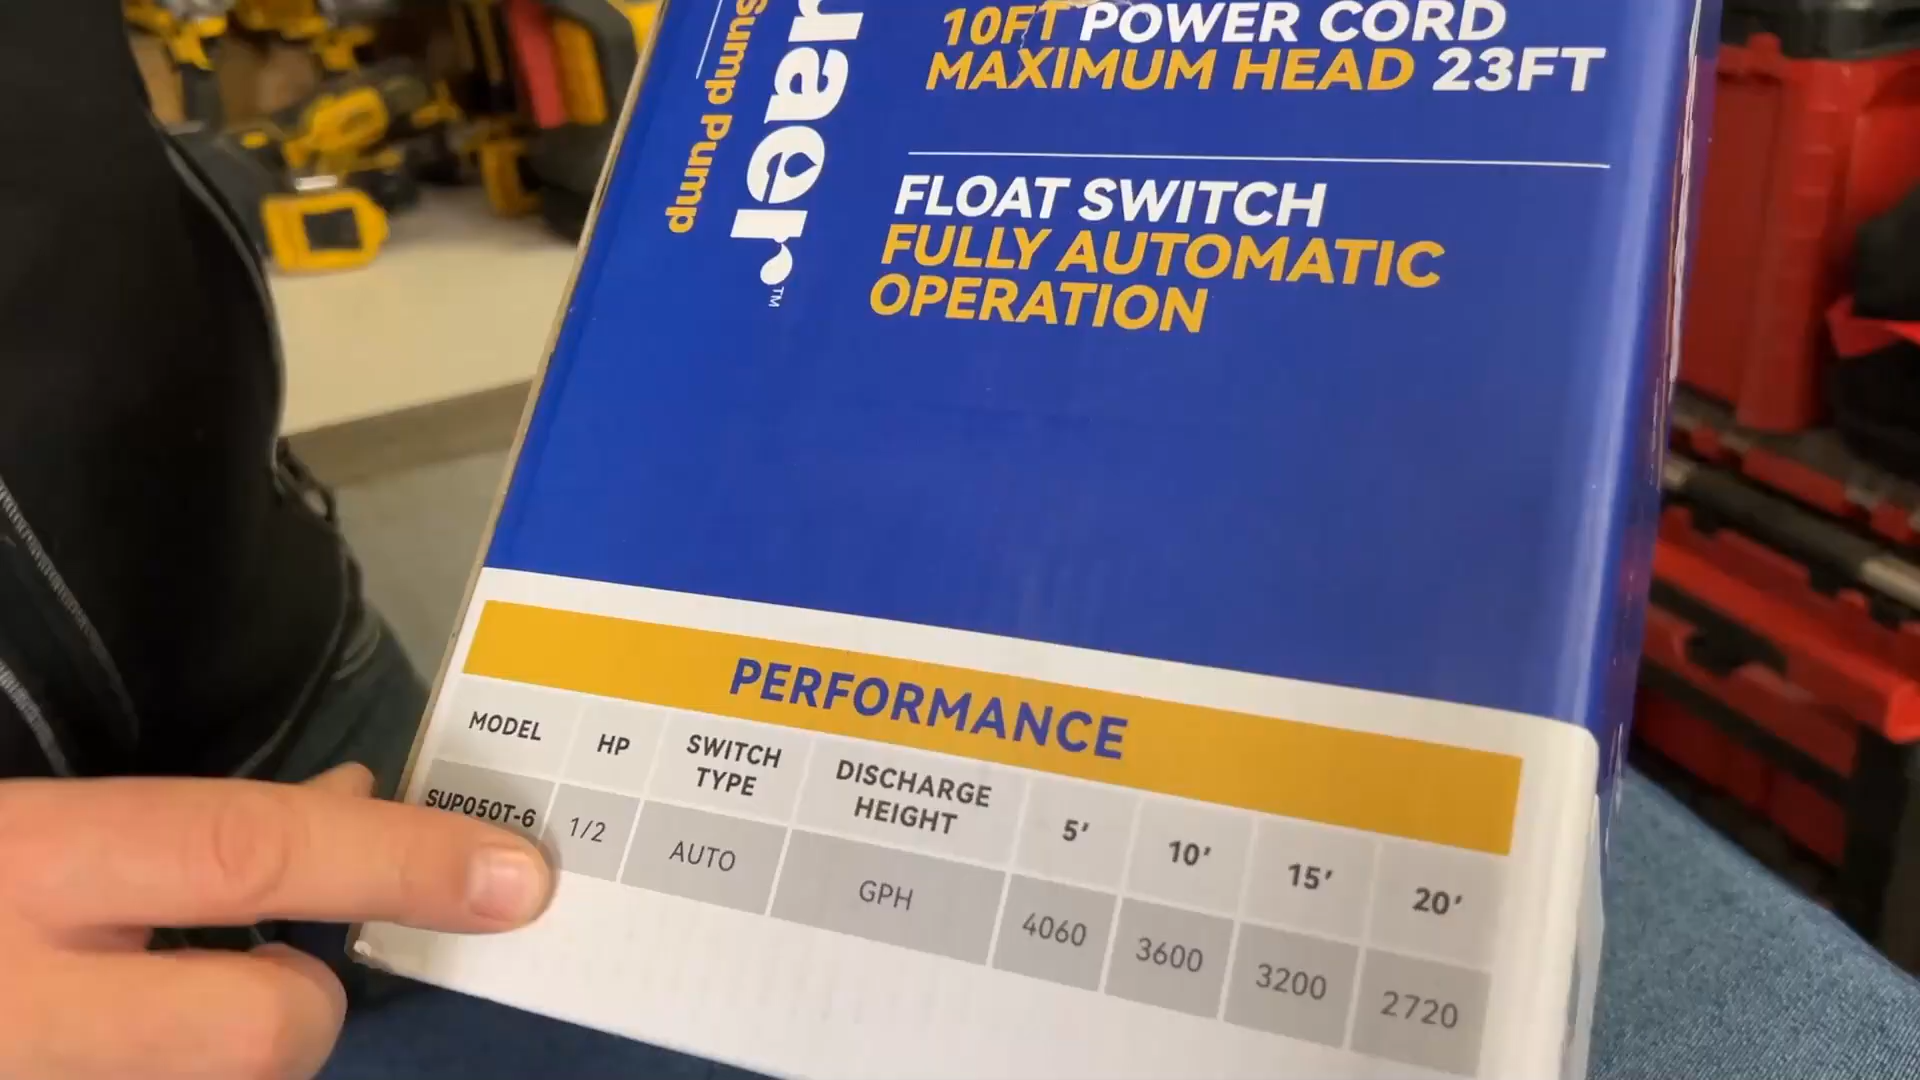 10FT POWER CORD
MAXIMUM HEAD 23FT
FLOAT SWITCH
FULLY AUTOMATIC
OPERATION
sump pump
™
PERFORMANCE
MODEL HP SWITCH TYPE DISCHARGE HEIGHT 5' 10' 15' 20'
SUP050T-6 1/2 AUTO GPH 4060 3600 3200 2720